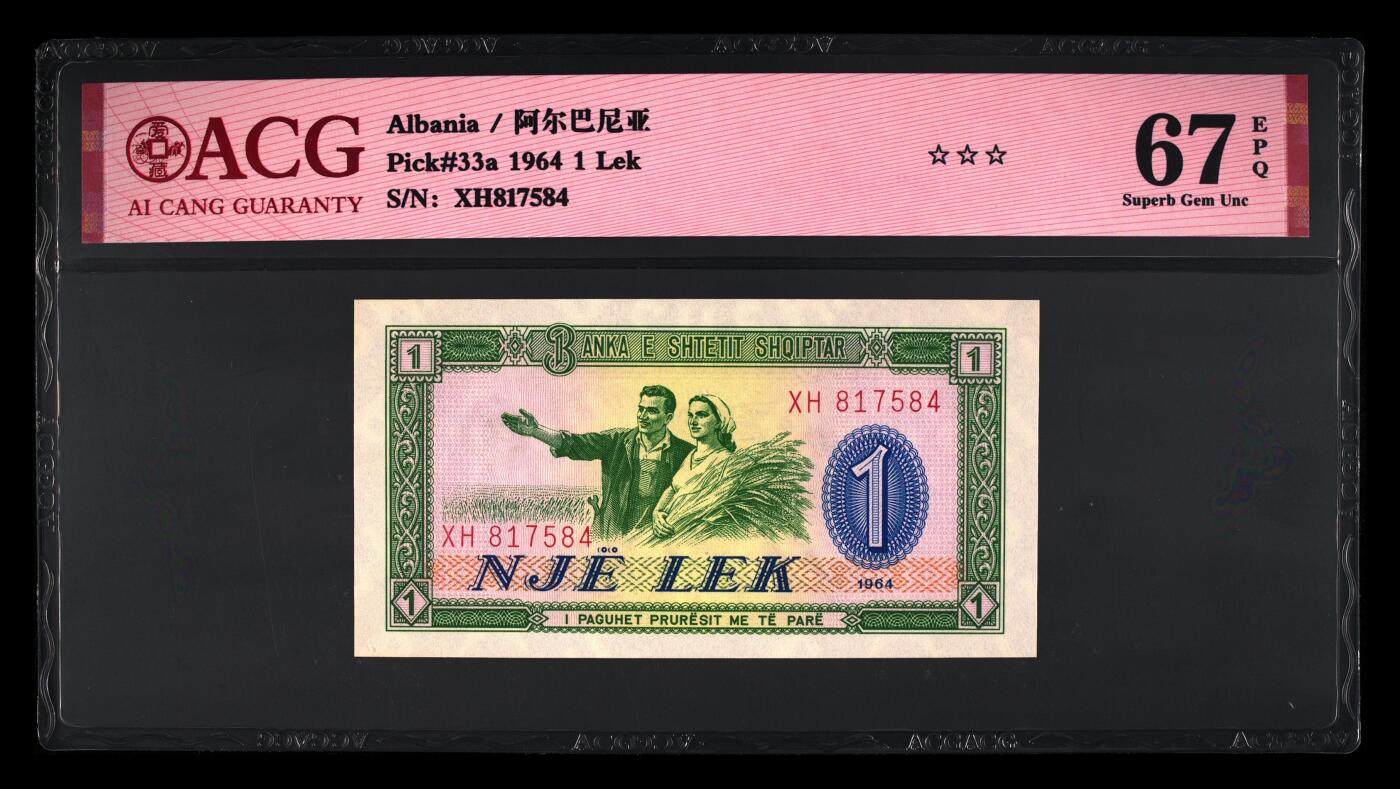 ACG
AI CANG GUARANTY
Albania / 阿尔巴尼亚
Pick#33a 1964 1 Lek
S/N: XH817584
☆☆☆
67
EPQ
Superb Gem Unc
1 BANKA E SHTETIT SHQIPTAR 1
XH 817584
1
XH 817584
NJË LEK
1964
1 I PAGUHET PRURËSIT ME TË PARË 1